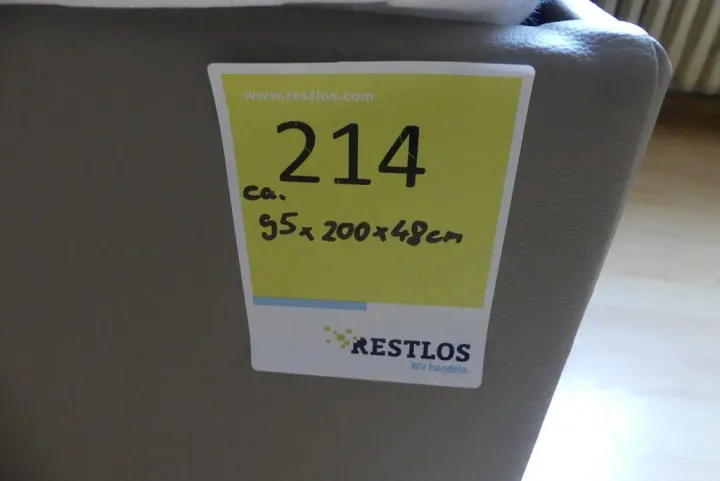 www.restlos.com
214
ca.
95x200x48cm
RESTLOS
Wir handeln.